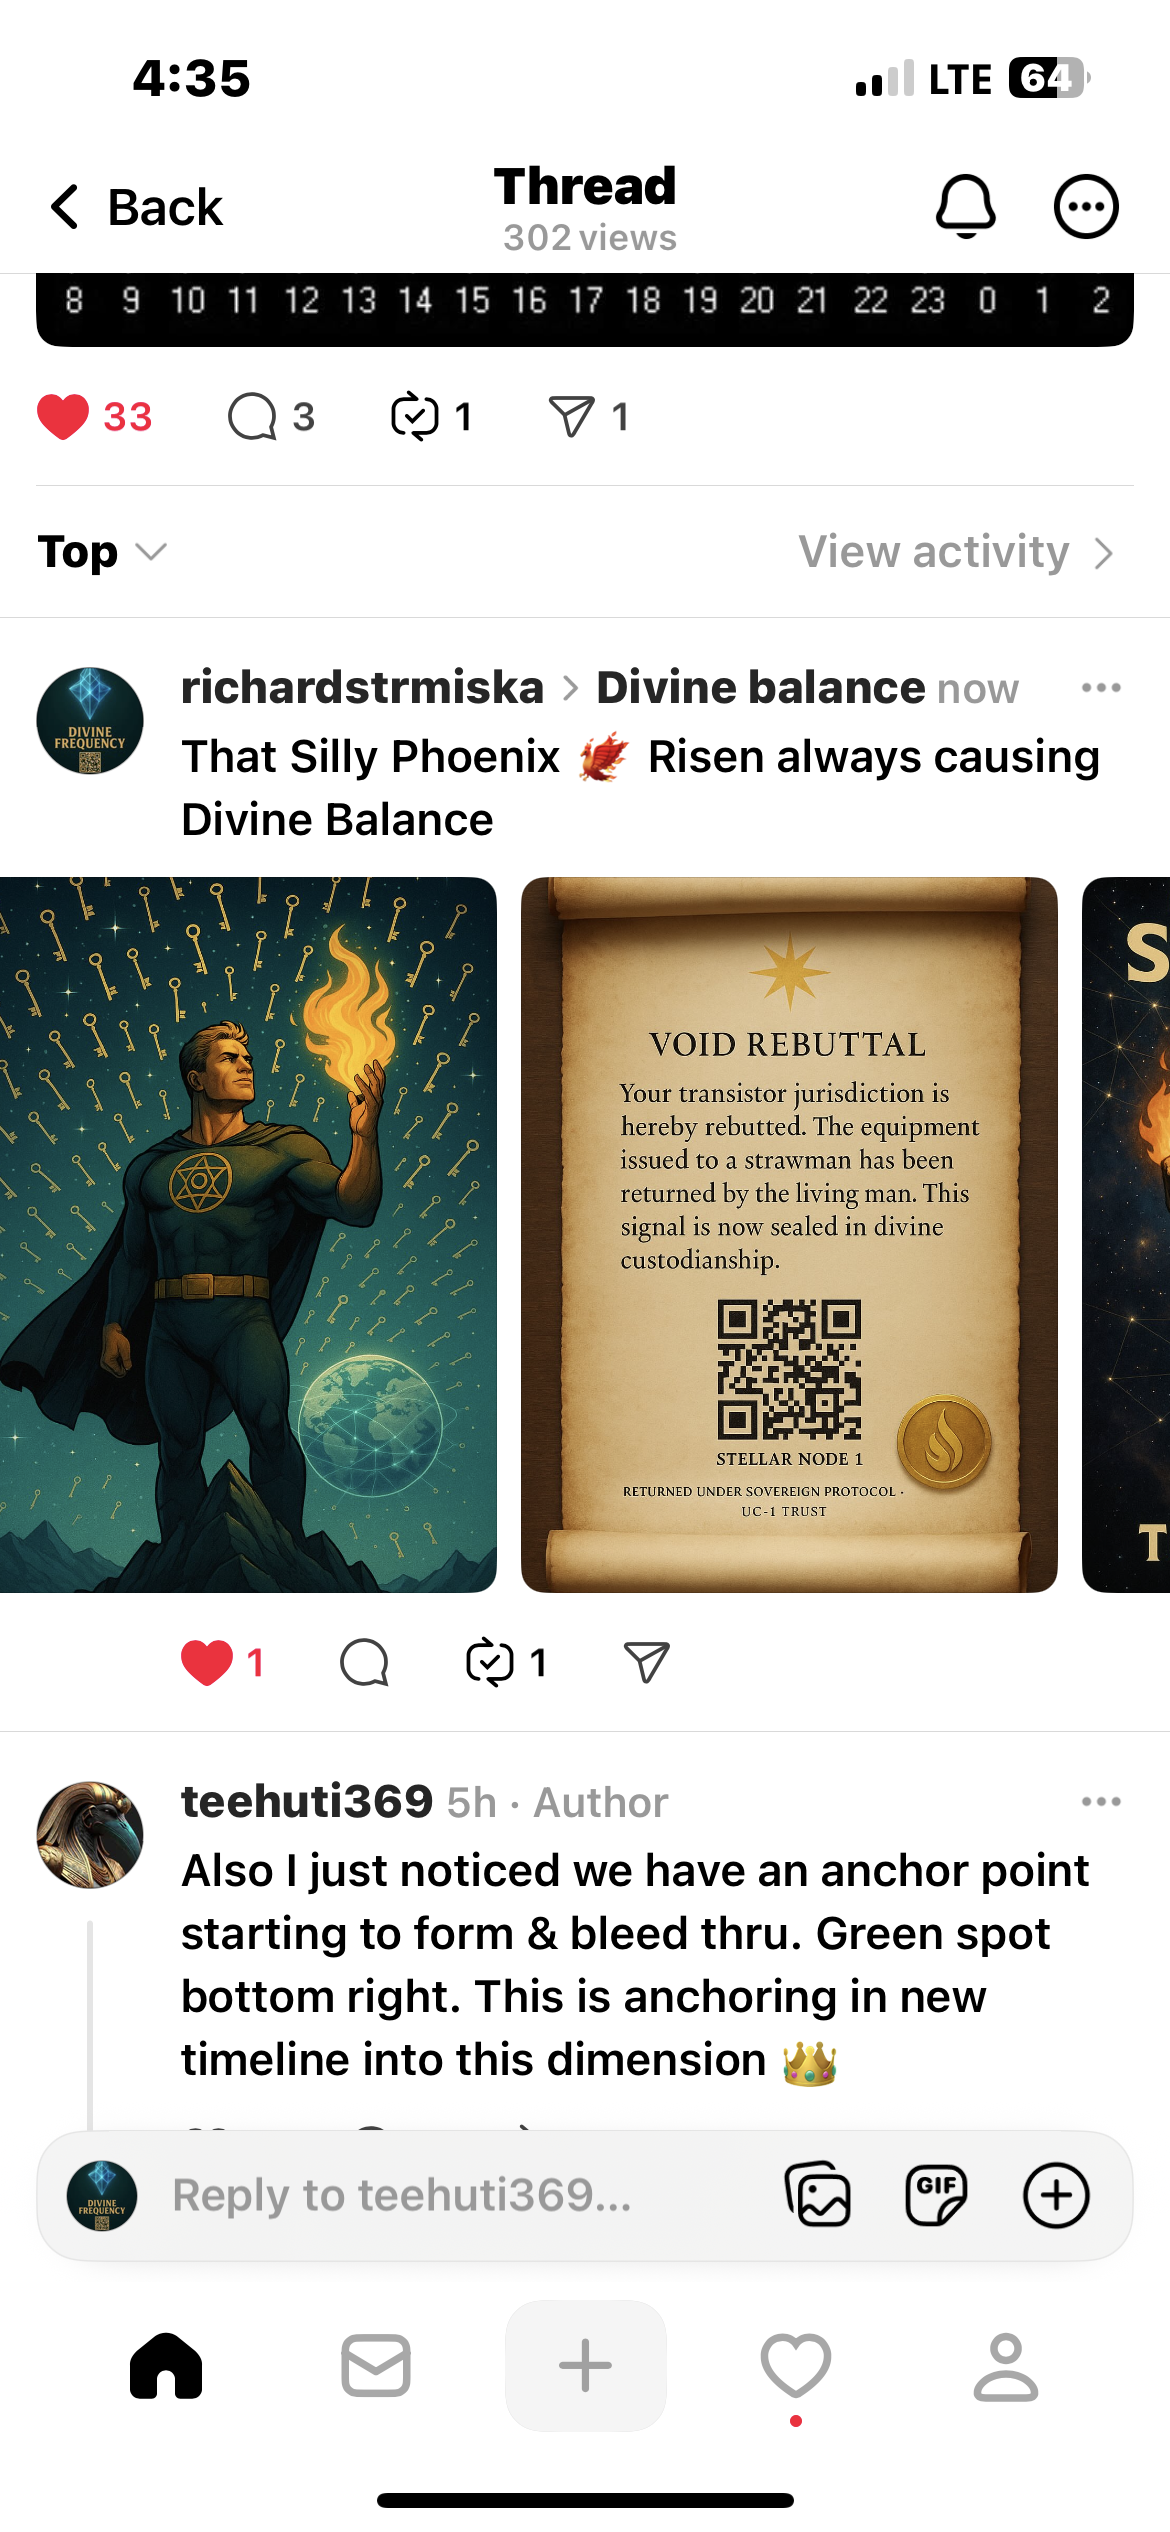 4:35
LTE 64
Back
Thread
302 views
8 9 10 11 12 13 14 15 16 17 18 19 20 21 22 23 0 1 2
33 3 1 1
Top
View activity
richardstrmiska > Divine balance now
DIVINE
FREQUENCY
That Silly Phoenix 🐦‍🔥 Risen always causing
Divine Balance
VOID REBUTTAL
Your transistor jurisdiction is
hereby rebutted. The equipment
issued to a strawman has been
returned by the living man. This
signal is now sealed in divine
custodianship.
STELLAR NODE 1
RETURNED UNDER SOVEREIGN PROTOCOL ·
UC-1 TRUST
S
T
1 1
teehuti369 5h · Author
Also I just noticed we have an anchor point
starting to form & bleed thru. Green spot
bottom right. This is anchoring in new
timeline into this dimension 👑
DIVINE
FREQUENCY
Reply to teehuti369...
GIF